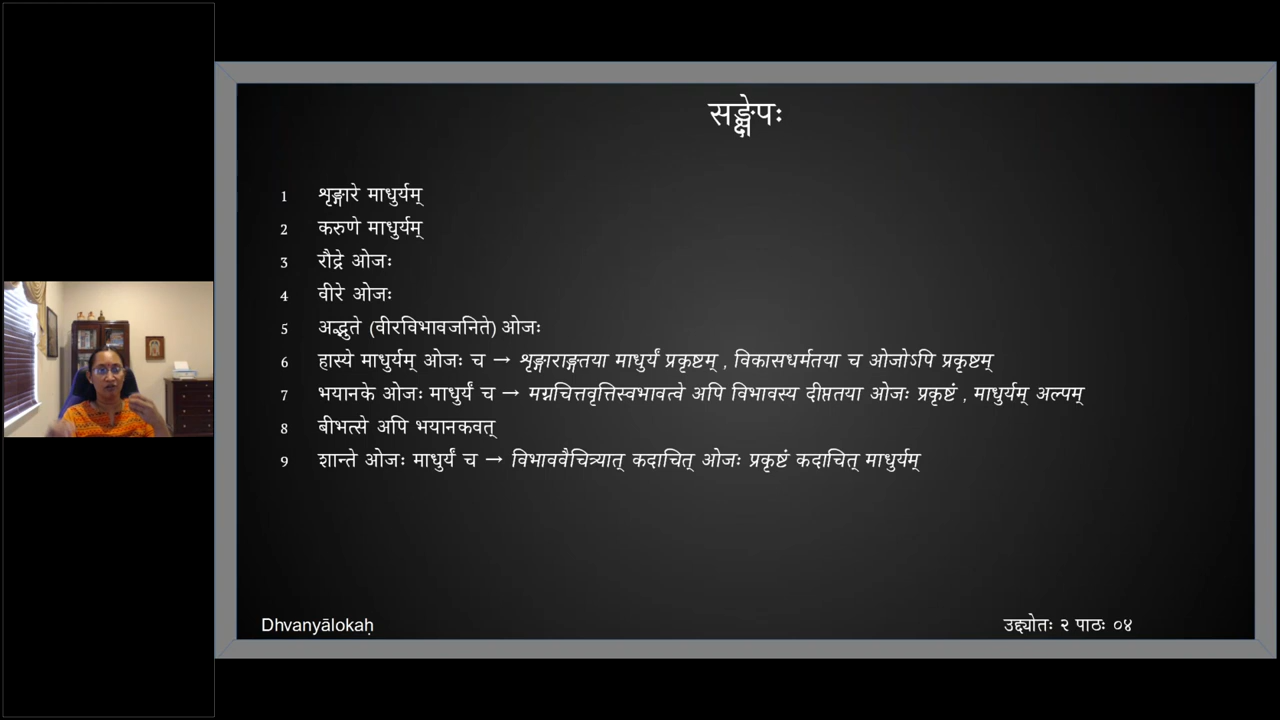 सङ्क्षेपः
1 शृङ्गारे माधुर्यम्
2 करुणे माधुर्यम्
3 रौद्रे ओजः
4 वीरे ओजः
5 अद्भुते (वीरविभावजनिते) ओजः
6 हास्ये माधुर्यम् ओजः च → शृङ्गाराङ्गतया माधुर्यं प्रकृष्टम् , विकासधर्मतया च ओजोऽपि प्रकृष्टम्
7 भयानके ओजः माधुर्यं च → मग्नचित्तवृत्तिस्वभावत्वे अपि विभावस्य दीप्ततया ओजः प्रकृष्टं , माधुर्यम् अल्पम्
8 बीभत्से अपि भयानकवत्
9 शान्ते ओजः माधुर्यं च → विभाववैचित्र्यात् कदाचित् ओजः प्रकृष्टं कदाचित् माधुर्यम्
Dhvanyālokaḥ उद्द्योतः २ पाठः ०४